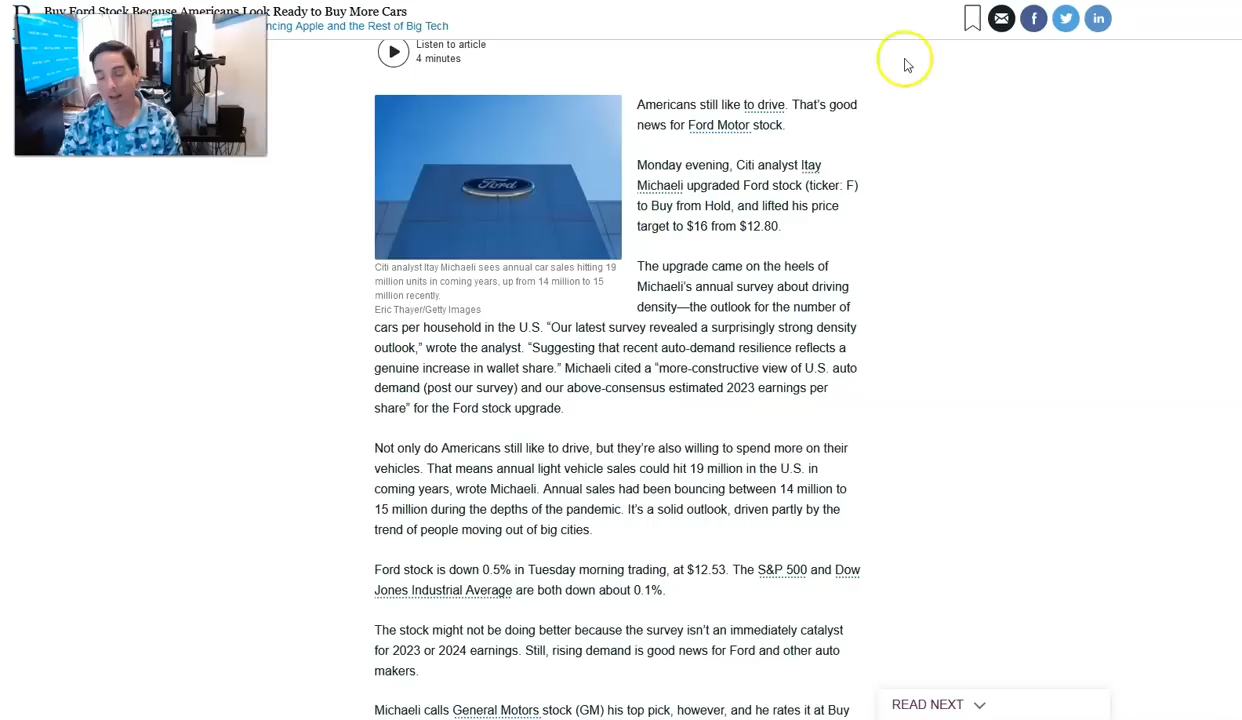 Buy Ford Stock Because Americans Look Ready to Buy More Cars
ncing Apple and the Rest of Big Tech
Listen to article
4 minutes
Ford
Citi analyst Itay Michaeli sees annual car sales hitting 19
million units in coming years, up from 14 million to 15
million recently.
Eric Thayer/Getty Images
Americans still like to drive. That's good
news for Ford Motor stock.
Monday evening, Citi analyst Itay
Michaeli upgraded Ford stock (ticker: F)
to Buy from Hold, and lifted his price
target to $16 from $12.80.
The upgrade came on the heels of
Michaeli's annual survey about driving
density—the outlook for the number of
cars per household in the U.S. “Our latest survey revealed a surprisingly strong density
outlook,” wrote the analyst. “Suggesting that recent auto-demand resilience reflects a
genuine increase in wallet share.” Michaeli cited a “more-constructive view of U.S. auto
demand (post our survey) and our above-consensus estimated 2023 earnings per
share” for the Ford stock upgrade.
Not only do Americans still like to drive, but they're also willing to spend more on their
vehicles. That means annual light vehicle sales could hit 19 million in the U.S. in
coming years, wrote Michaeli. Annual sales had been bouncing between 14 million to
15 million during the depths of the pandemic. It's a solid outlook, driven partly by the
trend of people moving out of big cities.
Ford stock is down 0.5% in Tuesday morning trading, at $12.53. The S&P 500 and Dow
Jones Industrial Average are both down about 0.1%.
The stock might not be doing better because the survey isn't an immediately catalyst
for 2023 or 2024 earnings. Still, rising demand is good news for Ford and other auto
makers.
Michaeli calls General Motors stock (GM) his top pick, however, and he rates it at Buy
READ NEXT